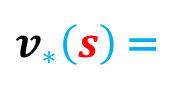 v*(s) =